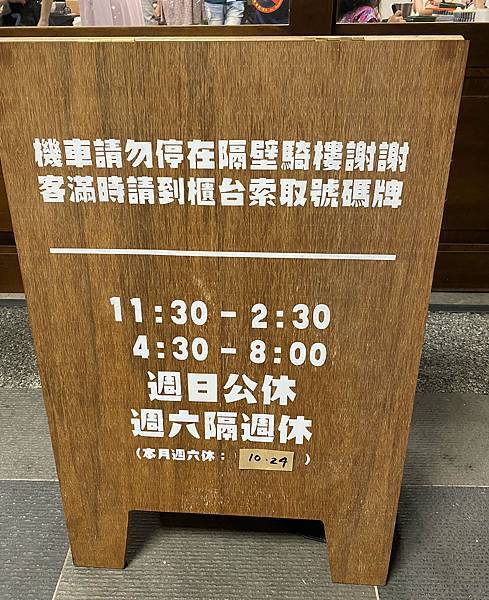 機車請勿停在隔壁騎樓謝謝
客滿時請到櫃台索取號碼牌
11:30 - 2:30
4:30 - 8:00
週日公休
週六隔週休
(本月週六休： 10.24 )